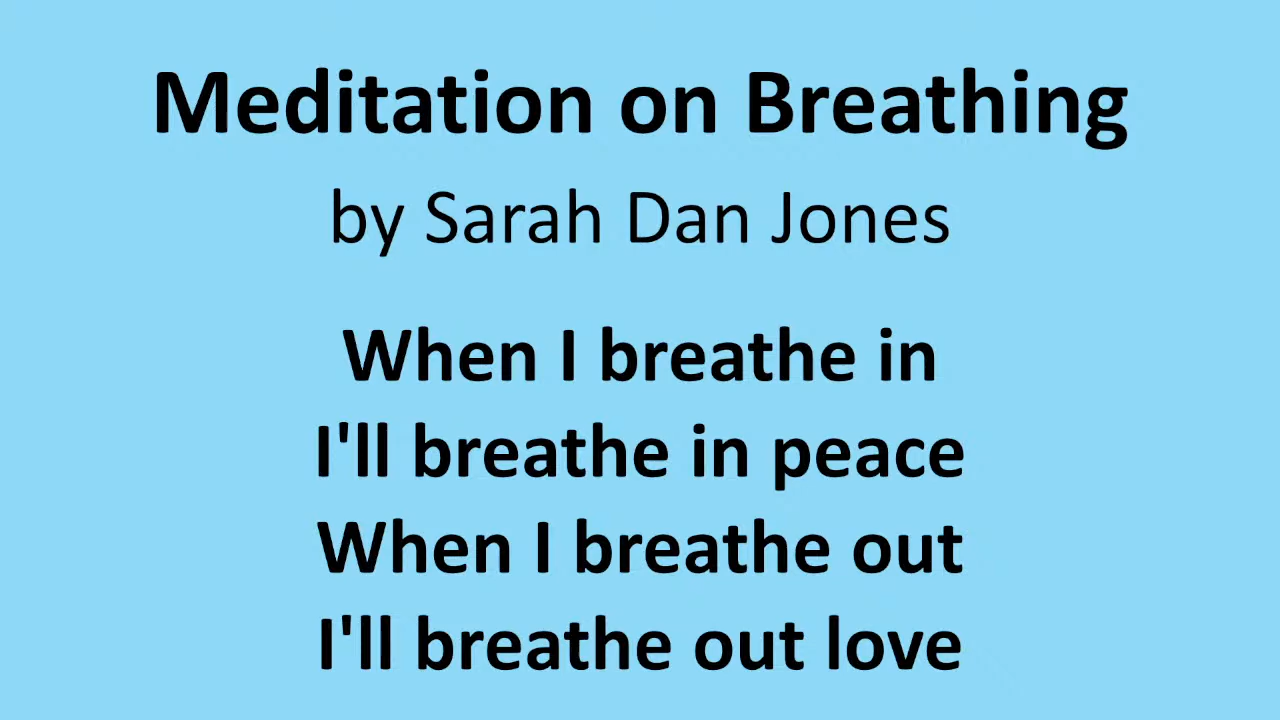 Meditation on Breathing
by Sarah Dan Jones
When I breathe in
I'll breathe in peace
When I breathe out
I'll breathe out love